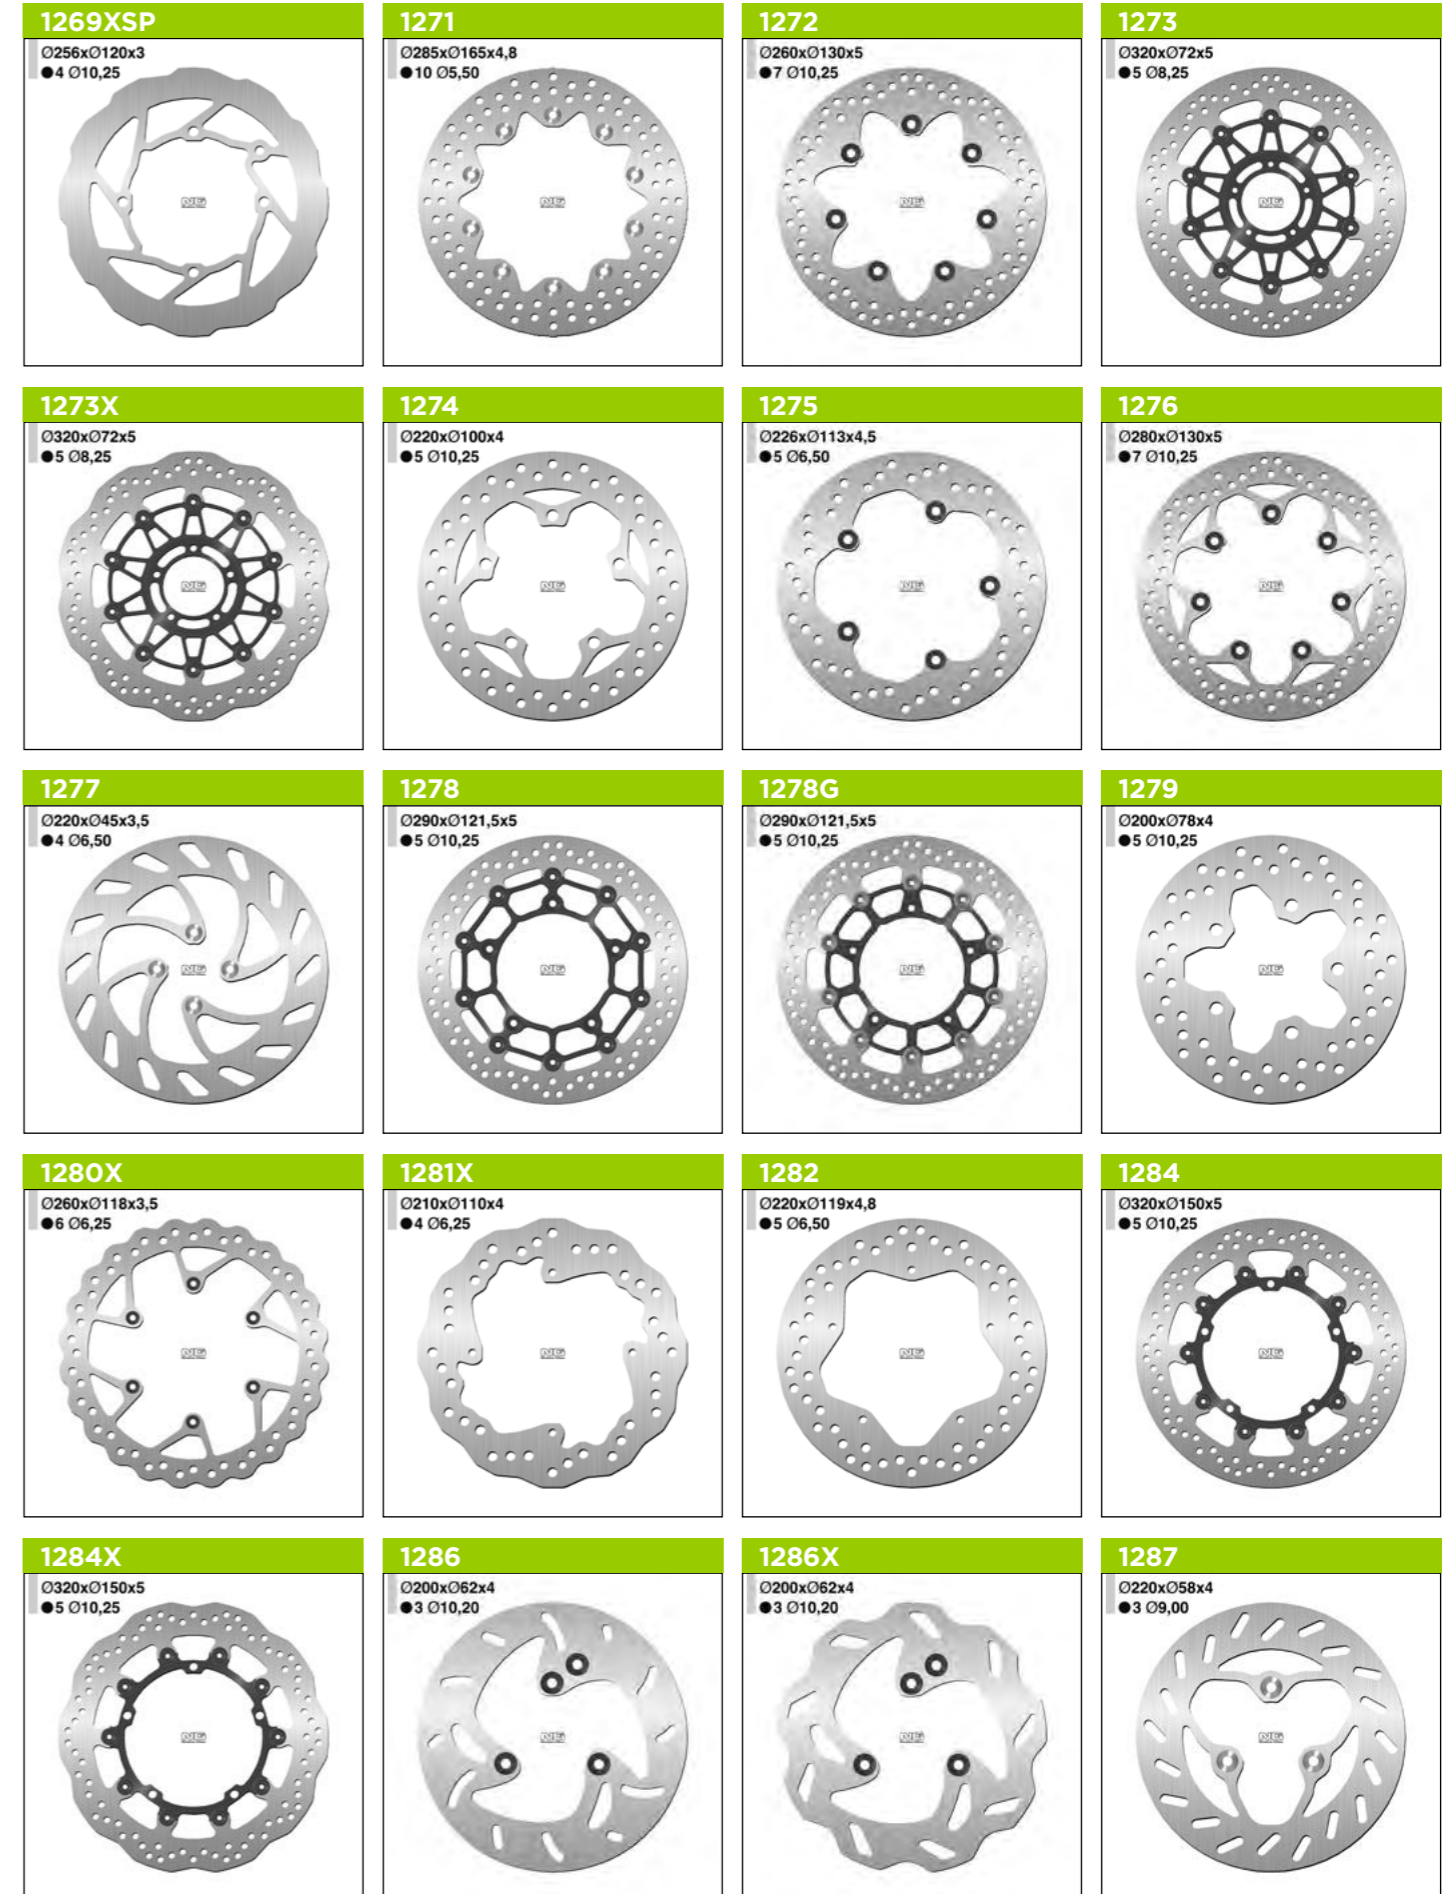 1269XSP
Ø256xØ120x3
●4 Ø10,25
1271
Ø285xØ165x4,8
●10 Ø5,50
1272
Ø260xØ130x5
●7 Ø10,25
1273
Ø320xØ72x5
●5 Ø8,25
1273X
Ø320xØ72x5
●5 Ø8,25
1274
Ø220xØ100x4
●5 Ø10,25
1275
Ø226xØ113x4,5
●5 Ø6,50
1276
Ø280xØ130x5
●7 Ø10,25
1277
Ø220xØ45x3,5
●4 Ø6,50
1278
Ø290xØ121,5x5
●5 Ø10,25
1278G
Ø290xØ121,5x5
●5 Ø10,25
1279
Ø200xØ78x4
●5 Ø10,25
1280X
Ø260xØ118x3,5
●6 Ø6,25
1281X
Ø210xØ110x4
●4 Ø6,25
1282
Ø220xØ119x4,8
●5 Ø6,50
1284
Ø320xØ150x5
●5 Ø10,25
1284X
Ø320xØ150x5
●5 Ø10,25
1286
Ø200xØ62x4
●3 Ø10,20
1286X
Ø200xØ62x4
●3 Ø10,20
1287
Ø220xØ58x4
●3 Ø9,00